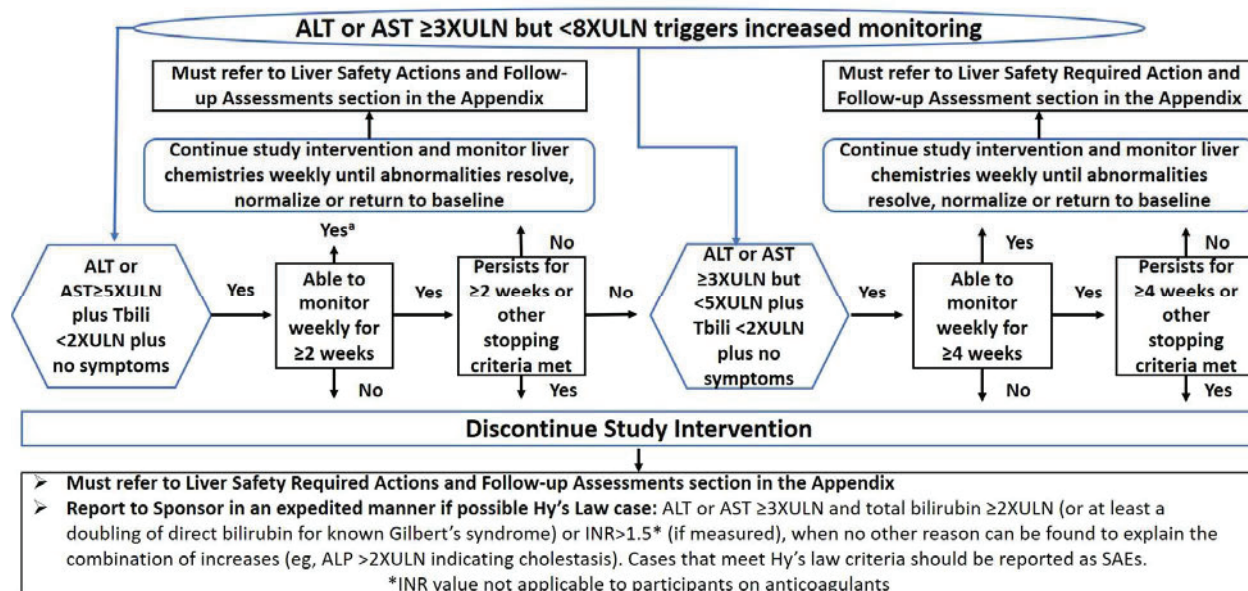 ALT or AST ≥3XULN but <8XULN triggers increased monitoring
Must refer to Liver Safety Actions and Follow-
up Assessments section in the Appendix
Continue study intervention and monitor liver
chemistries weekly until abnormalities resolve,
normalize or return to baseline
Must refer to Liver Safety Required Action and
Follow-up Assessment section in the Appendix
Continue study intervention and monitor liver
chemistries weekly until abnormalities
resolve, normalize or return to baseline
ALT or
AST≥5XULN
plus Tbili
<2XULN plus
no symptoms
Yes
Yesᵃ
Able to
monitor
weekly for
≥2 weeks
No
Yes
No
Persists for
≥2 weeks or
other
stopping
criteria met
Yes
No
ALT or AST
≥3XULN but
<5XULN plus
Tbili <2XULN
plus no
symptoms
Yes
Yes
Able to
monitor
weekly for
≥4 weeks
No
Yes
No
Persists for
≥4 weeks or
other
stopping
criteria met
Yes
Discontinue Study Intervention
➢ Must refer to Liver Safety Required Actions and Follow-up Assessments section in the Appendix
➢ Report to Sponsor in an expedited manner if possible Hy's Law case: ALT or AST ≥3XULN and total bilirubin ≥2XULN (or at least a
doubling of direct bilirubin for known Gilbert's syndrome) or INR>1.5* (if measured), when no other reason can be found to explain the
combination of increases (eg, ALP >2XULN indicating cholestasis). Cases that meet Hy's law criteria should be reported as SAEs.
*INR value not applicable to participants on anticoagulants